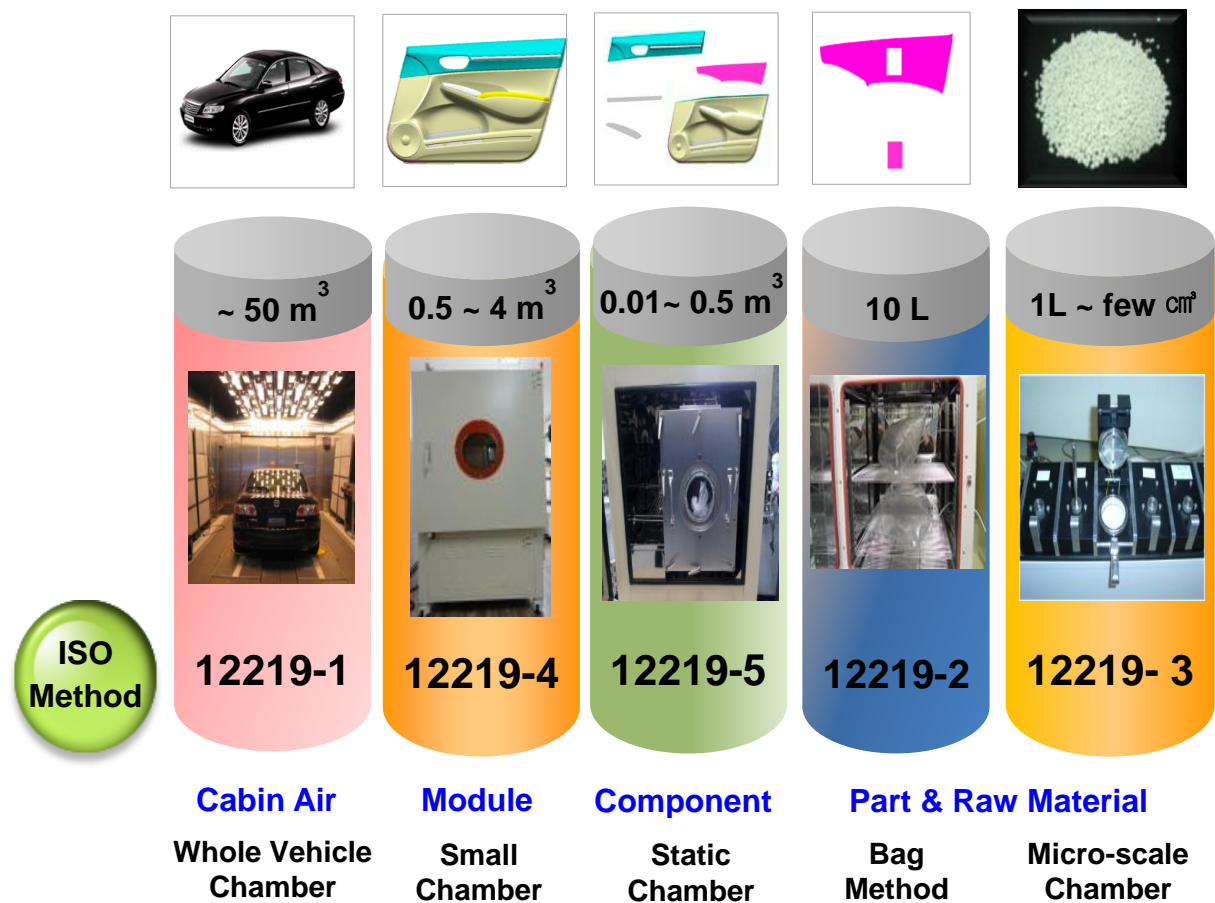 ~ 50 m³
0.5 ~ 4 m³
0.01~ 0.5 m³
10 L
1L ~ few ㎤
ISO
Method
12219-1
12219-4
12219-5
12219-2
12219- 3
Cabin Air
Module
Component
Part & Raw Material
Whole Vehicle
Chamber
Small
Chamber
Static
Chamber
Bag
Method
Micro-scale
Chamber